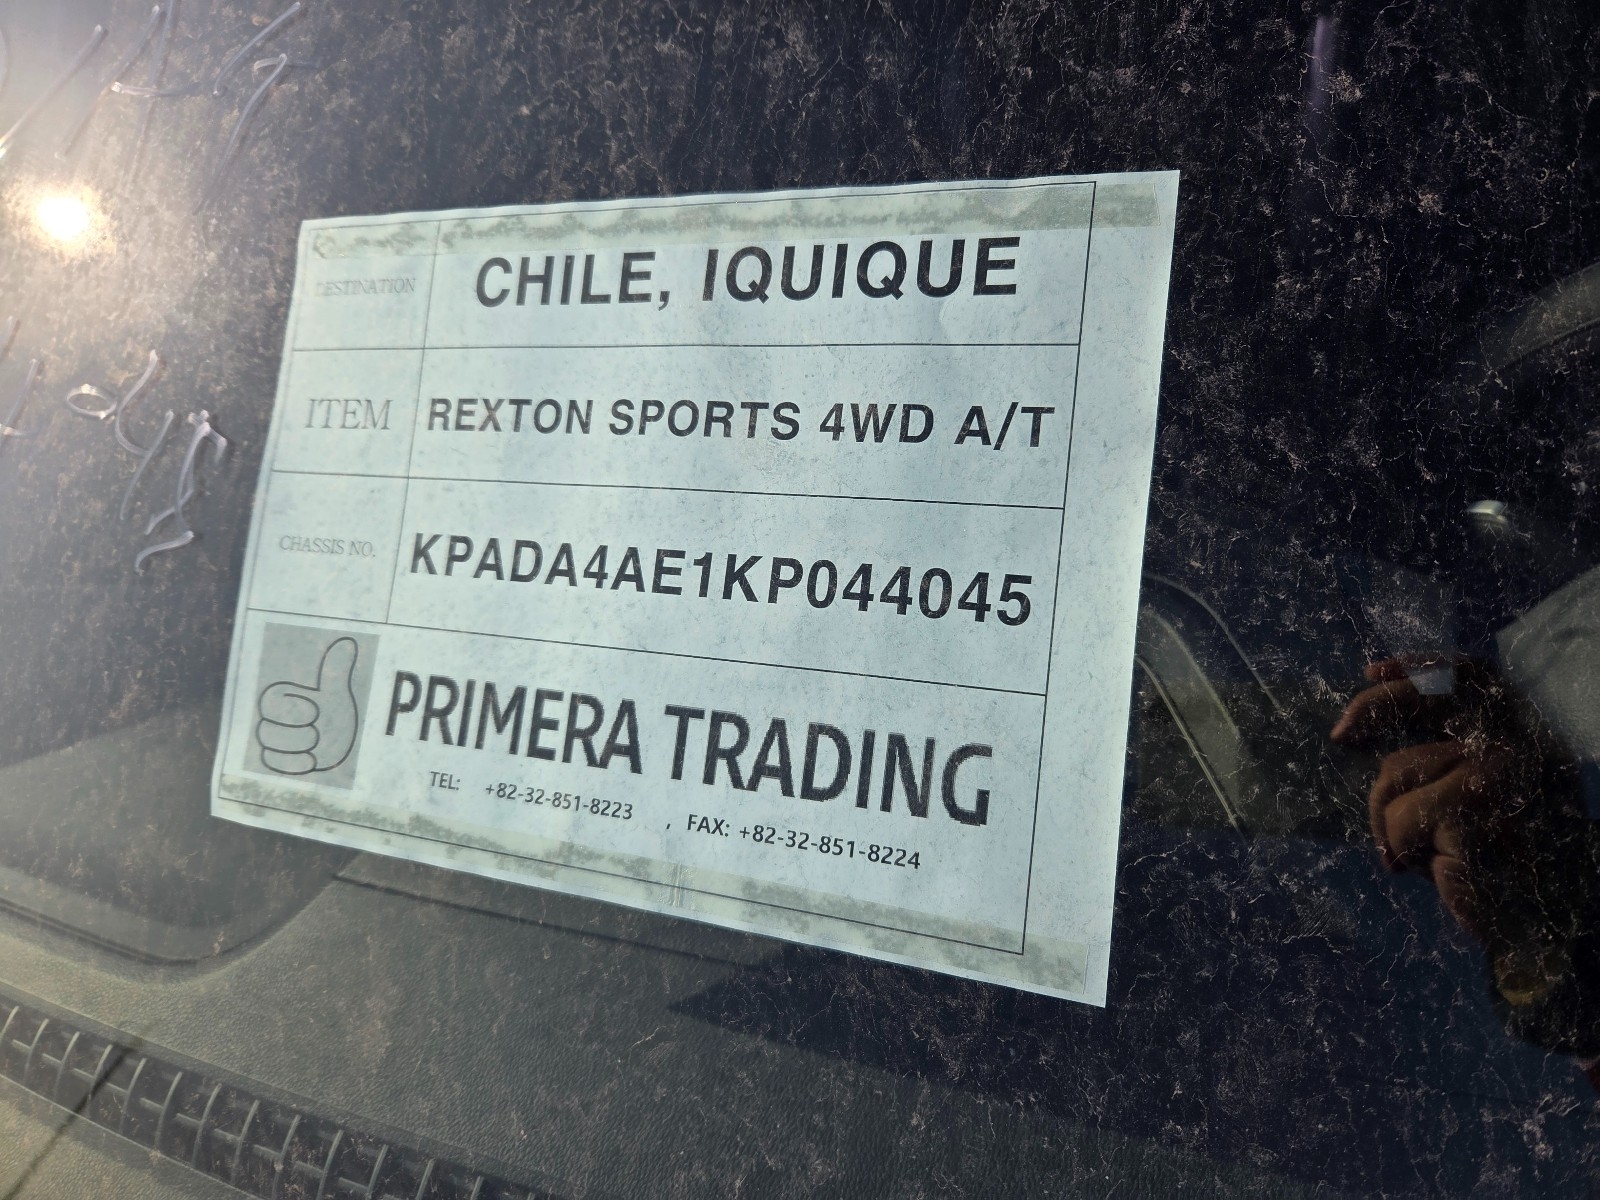 DESTINATION CHILE, IQUIQUE
ITEM REXTON SPORTS 4WD A/T
CHASSIS NO. KPADA4AE1KP044045
PRIMERA TRADING
TEL: +82-32-851-8223 , FAX: +82-32-851-8224